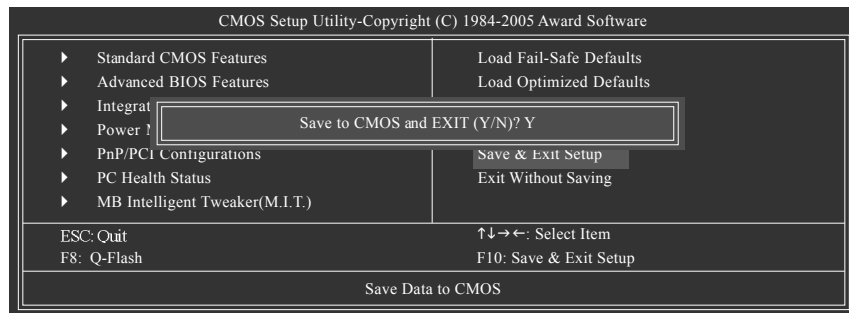 CMOS Setup Utility-Copyright (C) 1984-2005 Award Software
Standard CMOS Features
Advanced BIOS Features
Integrat
Power
PnP/PCI Configurations
PC Health Status
MB Intelligent Tweaker(M.I.T.)
Load Fail-Safe Defaults
Load Optimized Defaults
Save & Exit Setup
Exit Without Saving
Save to CMOS and EXIT (Y/N)? Y
ESC: Quit
↑↓→←: Select Item
F8: Q-Flash
F10: Save & Exit Setup
Save Data to CMOS